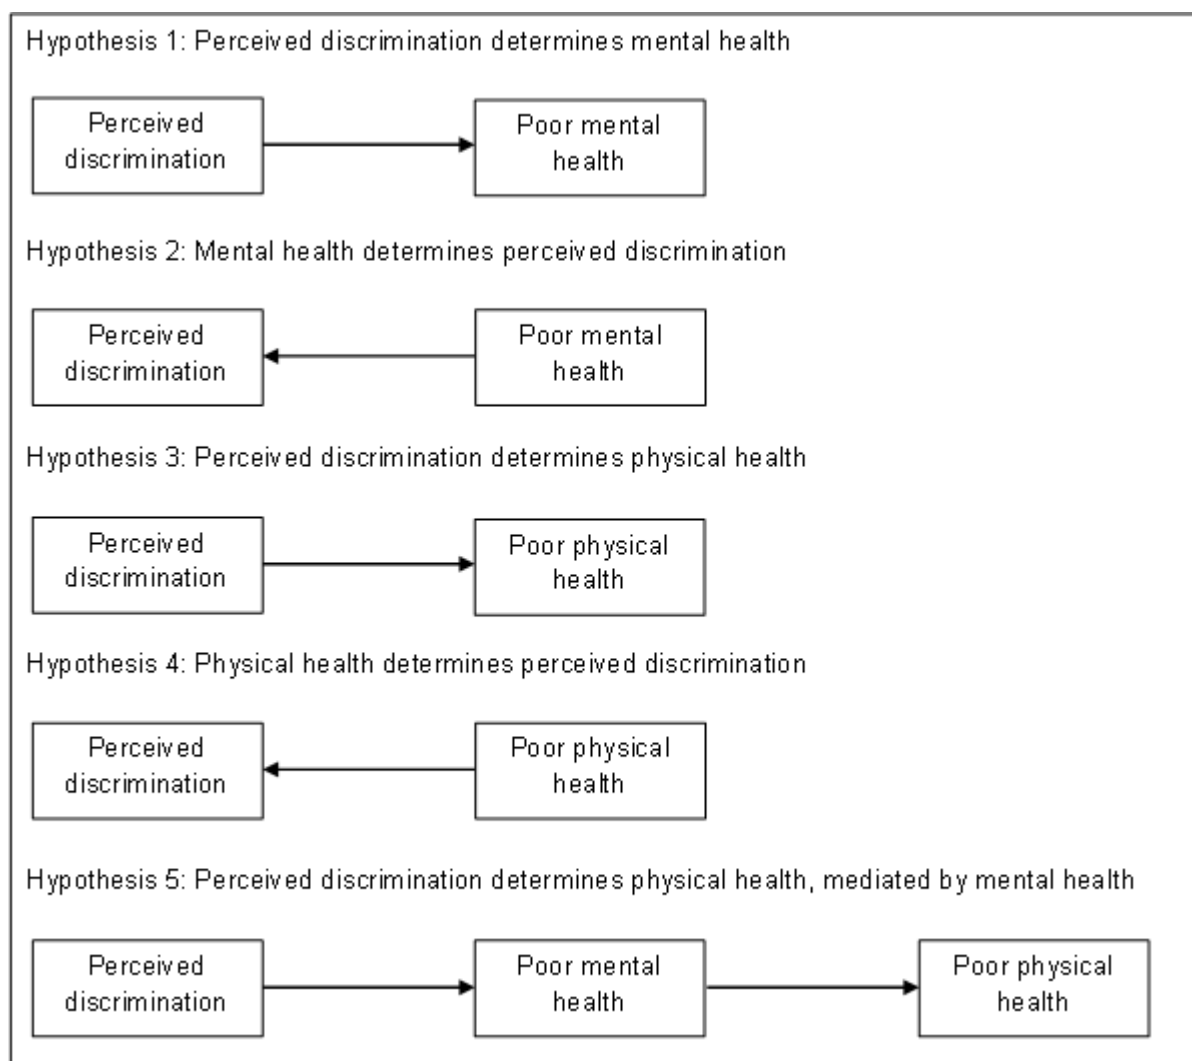 Hypothesis 1: Perceived discrimination determines mental health
Perceived
discrimination
Poor mental
health
Hypothesis 2: Mental health determines perceived discrimination
Perceived
discrimination
Poor mental
health
Hypothesis 3: Perceived discrimination determines physical health
Perceived
discrimination
Poor physical
health
Hypothesis 4: Physical health determines perceived discrimination
Perceived
discrimination
Poor physical
health
Hypothesis 5: Perceived discrimination determines physical health, mediated by mental health
Perceived
discrimination
Poor mental
health
Poor physical
health